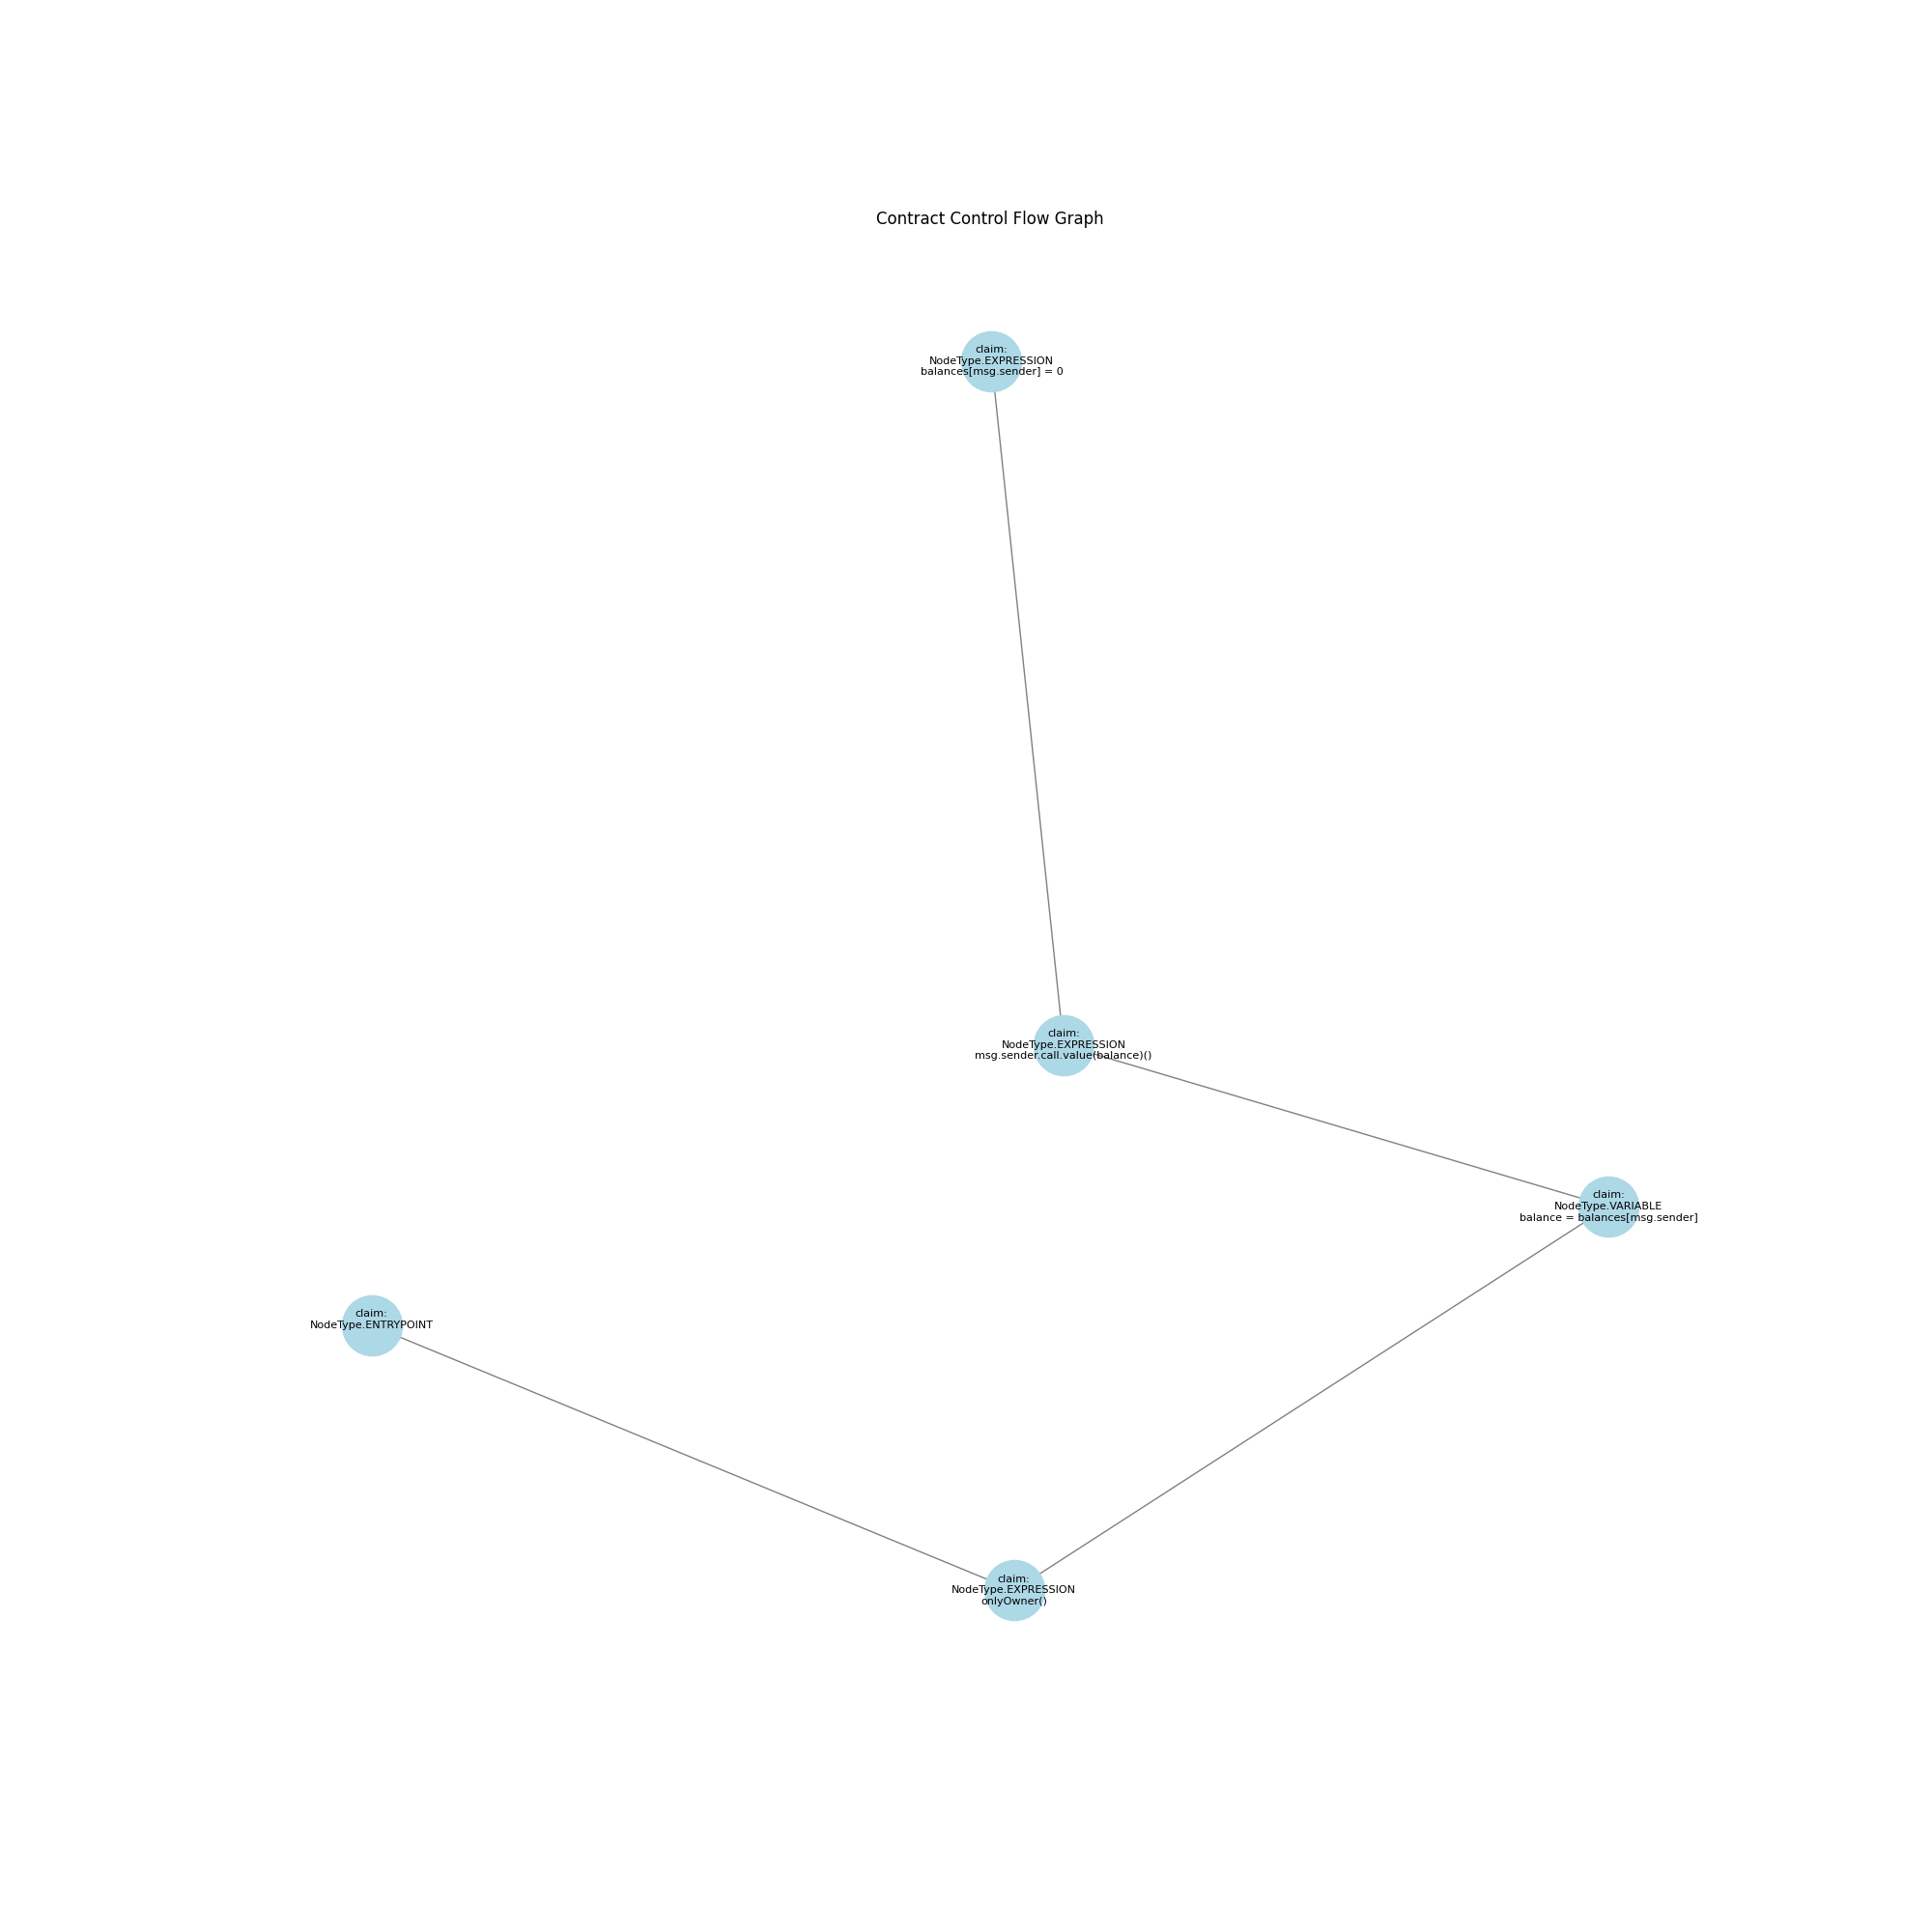 Contract Control Flow Graph
claim:
NodeType.EXPRESSION
balances[msg.sender] = 0
claim:
NodeType.EXPRESSION
msg.sender.call.value(balance)()
claim:
NodeType.VARIABLE
balance = balances[msg.sender]
claim:
NodeType.ENTRYPOINT
claim:
NodeType.EXPRESSION
onlyOwner()